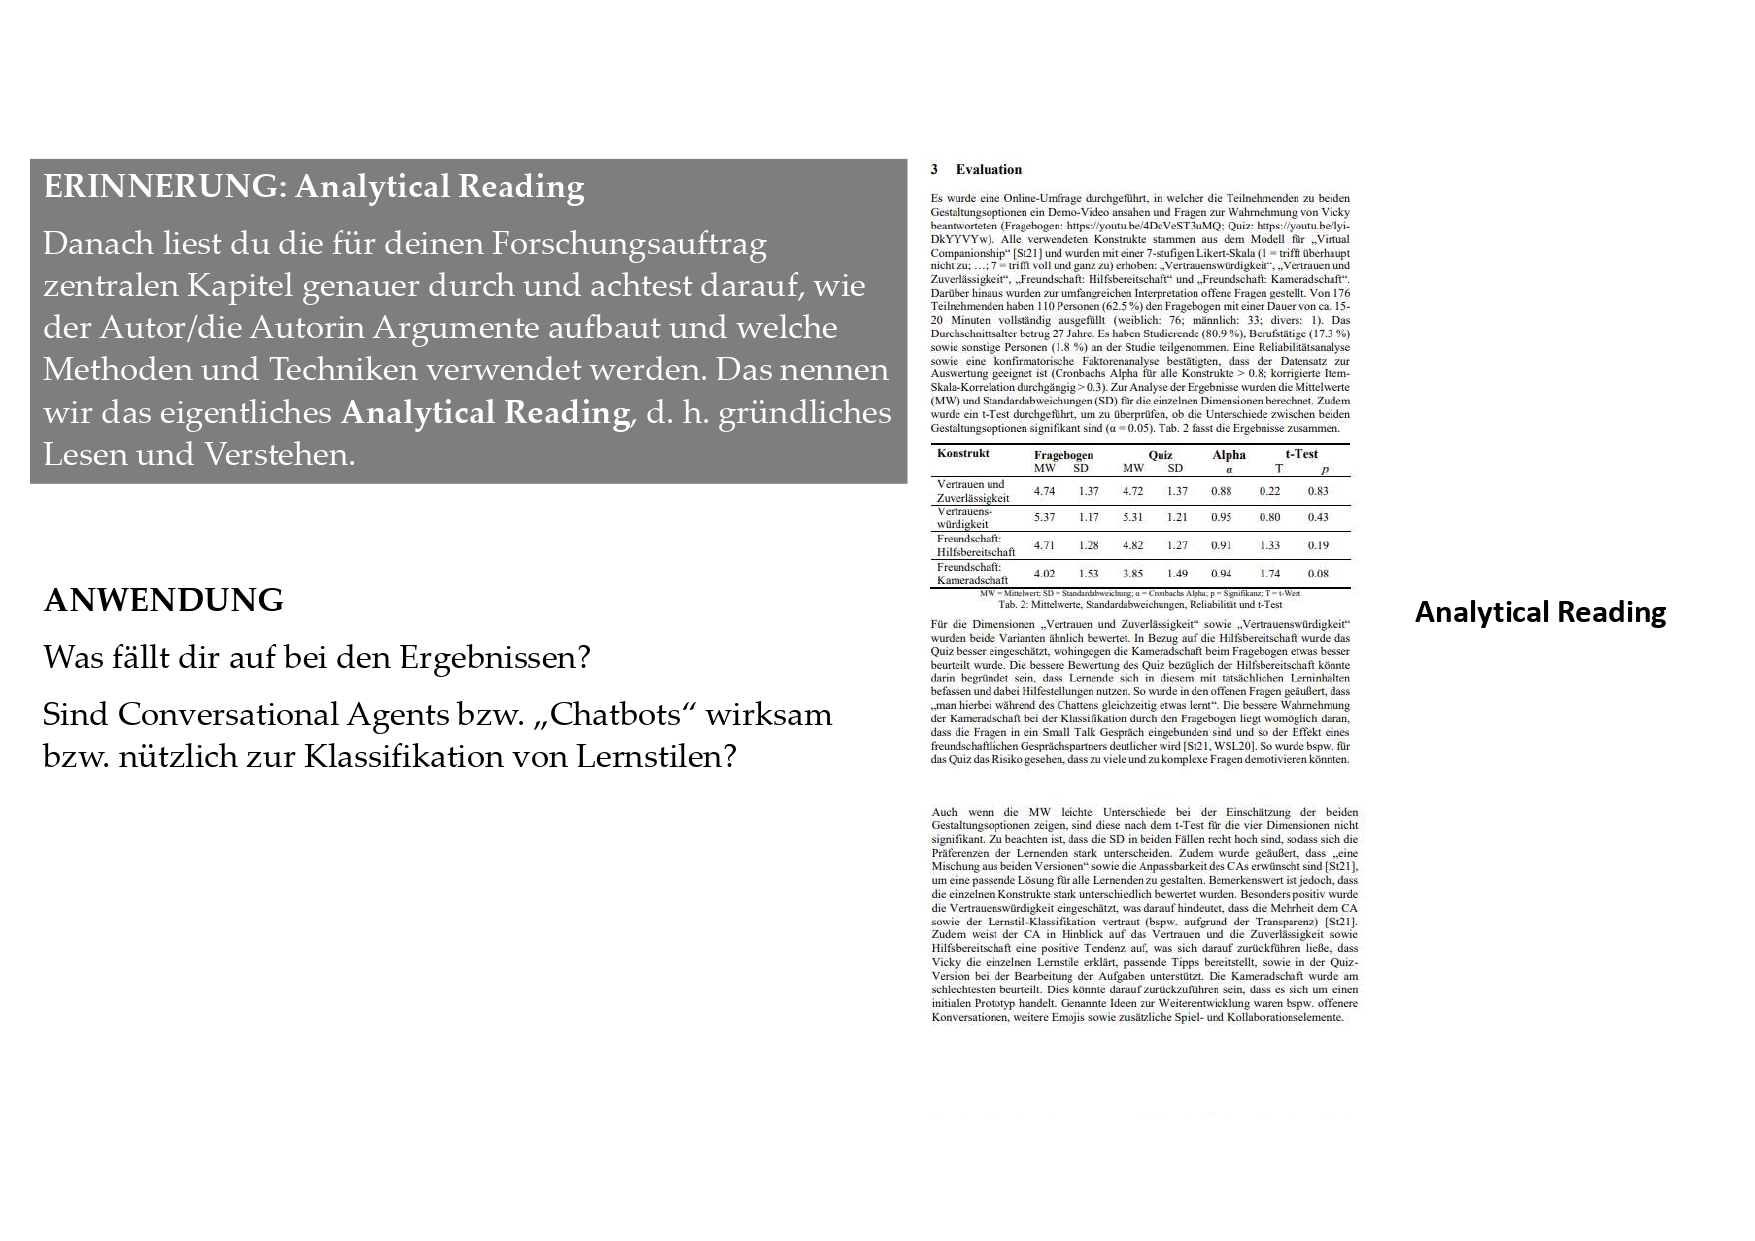 ERINNERUNG: Analytical Reading
Danach liest du die für deinen Forschungsauftrag
zentralen Kapitel genauer durch und achtest darauf, wie
der Autor/die Autorin Argumente aufbaut und welche
Methoden und Techniken verwendet werden. Das nennen
wir das eigentliches Analytical Reading, d. h. gründliches
Lesen und Verstehen.
ANWENDUNG
Was fällt dir auf bei den Ergebnissen?
Sind Conversational Agents bzw. „Chatbots“ wirksam
bzw. nützlich zur Klassifikation von Lernstilen?
3 Evaluation
Es wurde eine Online-Umfrage durchgeführt, in welcher die Teilnehmenden zu beiden
Gestaltungsoptionen ein Demo-Video ansahen und Fragen zur Wahrnehmung von Vicky
beantworteten (Fragebogen: https://youtu.be/4DcVeST3uMQ; Quiz: https://youtu.be/lyi-
DkYYVYw). Alle verwendeten Konstrukte stammen aus dem Modell für „Virtual
Companionship“ [St21] und wurden mit einer 7-stufigen Likert-Skala (1 = trifft überhaupt
nicht zu; …; 7 = trifft voll und ganz zu) erhoben: „Vertrauenswürdigkeit“, „Vertrauen und
Zuverlässigkeit“, „Freundschaft: Hilfsbereitschaft“ und „Freundschaft: Kameradschaft“.
Darüber hinaus wurden zur umfangreichen Interpretation offene Fragen gestellt. Von 176
Teilnehmenden haben 110 Personen (62.5 %) den Fragebogen mit einer Dauer von ca. 15-
20 Minuten vollständig ausgefüllt (weiblich: 76; männlich: 33; divers: 1). Das
Durchschnittsalter betrug 27 Jahre. Es haben Studierende (80.9 %), Berufstätige (17.3 %)
sowie sonstige Personen (1.8 %) an der Studie teilgenommen. Eine Reliabilitätsanalyse
sowie eine konfirmatorische Faktorenanalyse bestätigten, dass der Datensatz zur
Auswertung geeignet ist (Cronbachs Alpha für alle Konstrukte > 0.8; korrigierte Item-
Skala-Korrelation durchgängig > 0.3). Zur Analyse der Ergebnisse wurden die Mittelwerte
(MW) und Standardabweichungen (SD) für die einzelnen Dimensionen berechnet. Zudem
wurde ein t-Test durchgeführt, um zu überprüfen, ob die Unterschiede zwischen beiden
Gestaltungsoptionen signifikant sind (α = 0.05). Tab. 2 fasst die Ergebnisse zusammen.
Konstrukt Fragebogen Quiz Alpha t-Test
MW SD MW SD α T p
Vertrauen und
Zuverlässigkeit 4.74 1.37 4.72 1.37 0.88 0.22 0.83
Vertrauens-
würdigkeit 5.37 1.17 5.31 1.21 0.95 0.80 0.43
Freundschaft:
Hilfsbereitschaft 4.71 1.28 4.82 1.27 0.91 1.33 0.19
Freundschaft:
Kameradschaft 4.02 1.53 3.85 1.49 0.94 1.74 0.08
MW = Mittelwert; SD = Standardabweichung; α = Cronbachs Alpha; p = Signifikanz; T = t-Wert
Tab. 2: Mittelwerte, Standardabweichungen, Reliabilität und t-Test
Für die Dimensionen „Vertrauen und Zuverlässigkeit“ sowie „Vertrauenswürdigkeit“
wurden beide Varianten ähnlich bewertet. In Bezug auf die Hilfsbereitschaft wurde das
Quiz besser eingeschätzt, wohingegen die Kameradschaft beim Fragebogen etwas besser
beurteilt wurde. Die bessere Bewertung des Quiz bezüglich der Hilfsbereitschaft könnte
darin begründet sein, dass Lernende sich in diesem mit tatsächlichen Lerninhalten
befassen und dabei Hilfestellungen nutzen. So wurde in den offenen Fragen geäußert, dass
„man hierbei während des Chattens gleichzeitig etwas lernt“. Die bessere Wahrnehmung
der Kameradschaft bei der Klassifikation durch den Fragebogen liegt womöglich daran,
dass die Fragen in ein Small Talk Gespräch eingebunden sind und so der Effekt eines
freundschaftlichen Gesprächspartners deutlicher wird [St21, WSL20]. So wurde bspw. für
das Quiz das Risiko gesehen, dass zu viele und zu komplexe Fragen demotivieren könnten.
Auch wenn die MW leichte Unterschiede bei der Einschätzung der beiden
Gestaltungsoptionen zeigen, sind diese nach dem t-Test für die vier Dimensionen nicht
signifikant. Zu beachten ist, dass die SD in beiden Fällen recht hoch sind, sodass sich die
Präferenzen der Lernenden stark unterscheiden. Zudem wurde geäußert, dass „eine
Mischung aus beiden Versionen“ sowie die Anpassbarkeit des CAs erwünscht sind [St21],
um eine passende Lösung für alle Lernenden zu gestalten. Bemerkenswert ist jedoch, dass
die einzelnen Konstrukte stark unterschiedlich bewertet wurden. Besonders positiv wurde
die Vertrauenswürdigkeit eingeschätzt, was darauf hindeutet, dass die Mehrheit dem CA
sowie der Lernstil-Klassifikation vertraut (bspw. aufgrund der Transparenz) [St21].
Zudem weist der CA in Hinblick auf das Vertrauen und die Zuverlässigkeit sowie
Hilfsbereitschaft eine positive Tendenz auf, was sich darauf zurückführen ließe, dass
Vicky die einzelnen Lernstile erklärt, passende Tipps bereitstellt, sowie in der Quiz-
Version bei der Bearbeitung der Aufgaben unterstützt. Die Kameradschaft wurde am
schlechtesten beurteilt. Dies könnte darauf zurückzuführen sein, dass es sich um einen
initialen Prototyp handelt. Genannte Ideen zur Weiterentwicklung waren bspw. offenere
Konversationen, weitere Emojis sowie zusätzliche Spiel- und Kollaborationselemente.
Analytical Reading